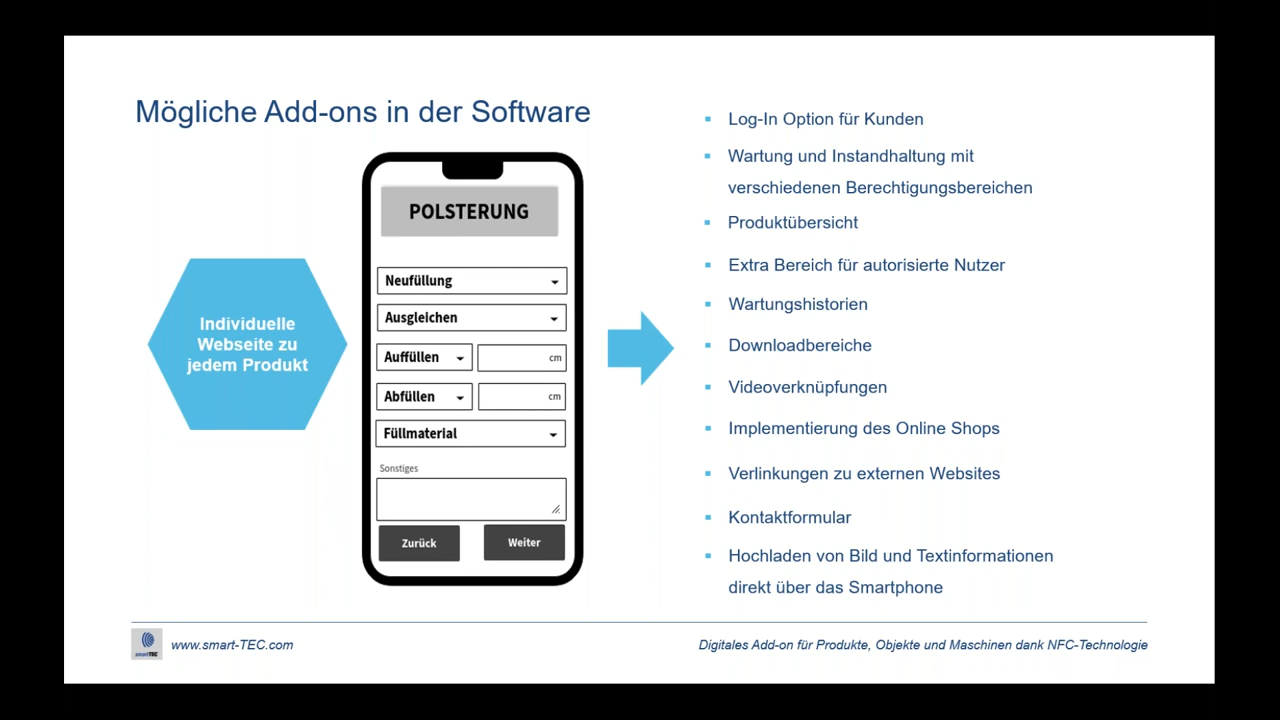 Mögliche Add-ons in der Software
Individuelle
Webseite zu
jedem Produkt
POLSTERUNG
Neufüllung
Ausgleichen
Auffüllen
cm
Abfüllen
cm
Füllmaterial
Sonstiges
Zurück
Weiter
Log-In Option für Kunden
Wartung und Instandhaltung mit
verschiedenen Berechtigungsbereichen
Produktübersicht
Extra Bereich für autorisierte Nutzer
Wartungshistorien
Downloadbereiche
Videoverknüpfungen
Implementierung des Online Shops
Verlinkungen zu externen Websites
Kontaktformular
Hochladen von Bild und Textinformationen
direkt über das Smartphone
smartTEC
www.smart-TEC.com
Digitales Add-on für Produkte, Objekte und Maschinen dank NFC-Technologie